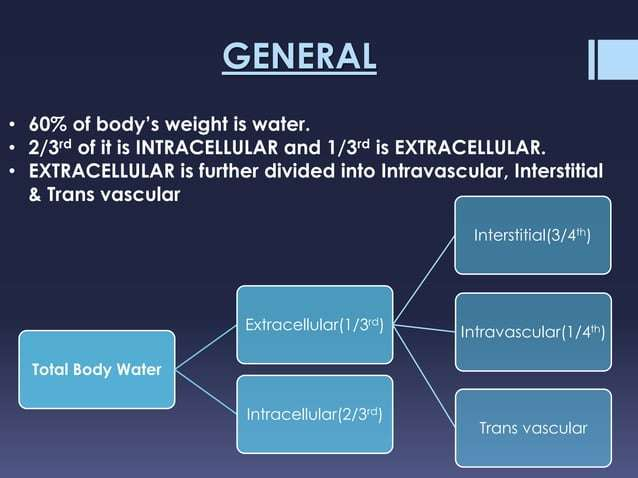 GENERAL
• 60% of body's weight is water.
• 2/3rd of it is INTRACELLULAR and 1/3rd is EXTRACELLULAR.
• EXTRACELLULAR is further divided into Intravascular, Interstitial
& Trans vascular
Interstitial(3/4th)
Extracellular(1/3rd)
Intravascular(1/4th)
Total Body Water
Intracellular(2/3rd)
Trans vascular